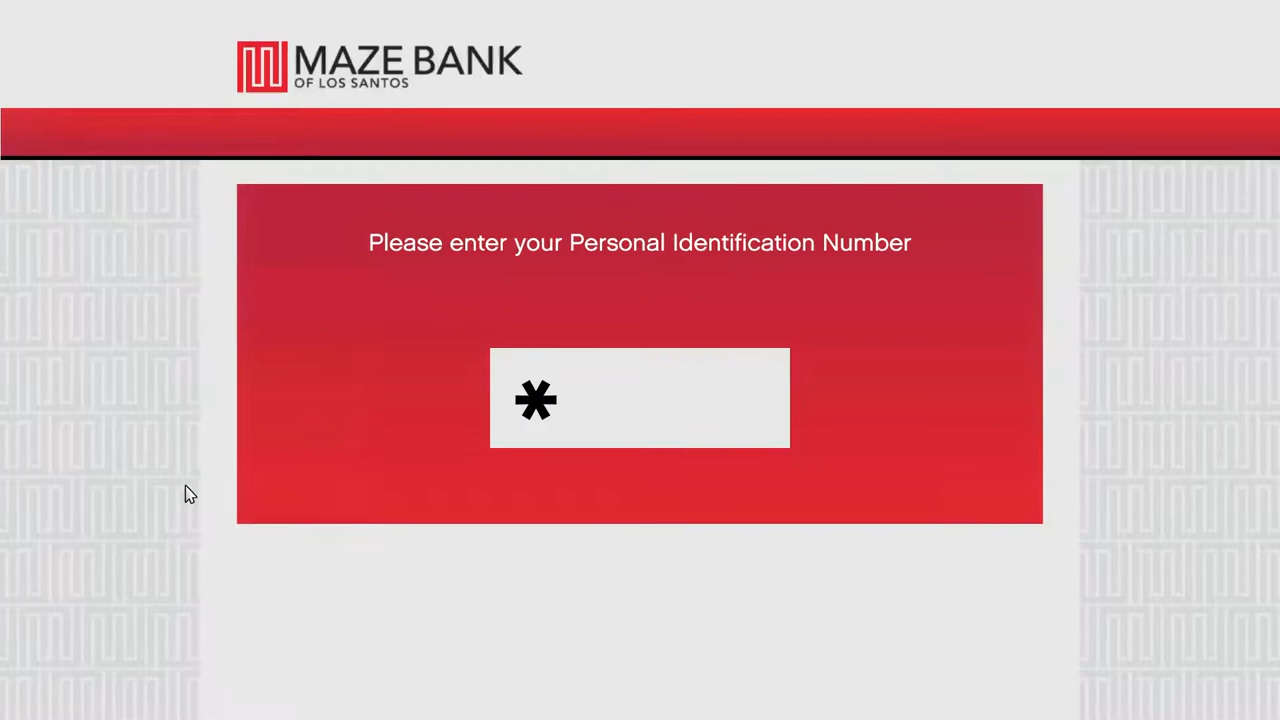 MAZE BANK
OF LOS SANTOS
Please enter your Personal Identification Number
*